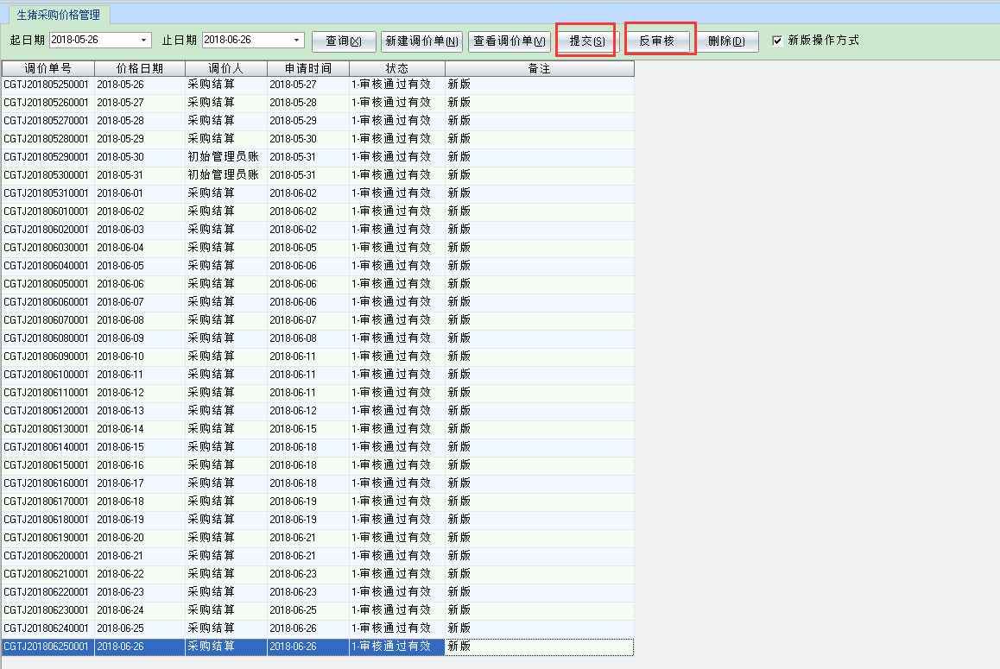 生猪采购价格管理
起日期 2018-05-26 止日期 2018-06-26 查询(X) 新建调价单(N) 查看调价单(V) 提交(S) 反审核 删除(D) 新版操作方式
调价单号 价格日期 调价人 申请时间 状态 备注
CGTJ201805250001 2018-05-26 采购结算 2018-05-27 1-审核通过有效 新版
CGTJ201805260001 2018-05-27 采购结算 2018-05-28 1-审核通过有效 新版
CGTJ201805270001 2018-05-28 采购结算 2018-05-29 1-审核通过有效 新版
CGTJ201805280001 2018-05-29 采购结算 2018-05-30 1-审核通过有效 新版
CGTJ201805290001 2018-05-30 初始管理员账 2018-05-31 1-审核通过有效 新版
CGTJ201805300001 2018-05-31 初始管理员账 2018-05-31 1-审核通过有效 新版
CGTJ201805310001 2018-06-01 采购结算 2018-06-02 1-审核通过有效 新版
CGTJ201806010001 2018-06-02 采购结算 2018-06-02 1-审核通过有效 新版
CGTJ201806020001 2018-06-03 采购结算 2018-06-02 1-审核通过有效 新版
CGTJ201806030001 2018-06-04 采购结算 2018-06-05 1-审核通过有效 新版
CGTJ201806040001 2018-06-05 采购结算 2018-06-06 1-审核通过有效 新版
CGTJ201806050001 2018-06-06 采购结算 2018-06-06 1-审核通过有效 新版
CGTJ201806060001 2018-06-07 采购结算 2018-06-06 1-审核通过有效 新版
CGTJ201806070001 2018-06-08 采购结算 2018-06-07 1-审核通过有效 新版
CGTJ201806080001 2018-06-09 采购结算 2018-06-08 1-审核通过有效 新版
CGTJ201806090001 2018-06-10 采购结算 2018-06-11 1-审核通过有效 新版
CGTJ201806100001 2018-06-11 采购结算 2018-06-11 1-审核通过有效 新版
CGTJ201806110001 2018-06-12 采购结算 2018-06-11 1-审核通过有效 新版
CGTJ201806120001 2018-06-13 采购结算 2018-06-12 1-审核通过有效 新版
CGTJ201806130001 2018-06-14 采购结算 2018-06-15 1-审核通过有效 新版
CGTJ201806140001 2018-06-15 采购结算 2018-06-18 1-审核通过有效 新版
CGTJ201806150001 2018-06-16 采购结算 2018-06-18 1-审核通过有效 新版
CGTJ201806160001 2018-06-17 采购结算 2018-06-18 1-审核通过有效 新版
CGTJ201806170001 2018-06-18 采购结算 2018-06-19 1-审核通过有效 新版
CGTJ201806180001 2018-06-19 采购结算 2018-06-19 1-审核通过有效 新版
CGTJ201806190001 2018-06-20 采购结算 2018-06-21 1-审核通过有效 新版
CGTJ201806200001 2018-06-21 采购结算 2018-06-21 1-审核通过有效 新版
CGTJ201806210001 2018-06-22 采购结算 2018-06-23 1-审核通过有效 新版
CGTJ201806220001 2018-06-23 采购结算 2018-06-23 1-审核通过有效 新版
CGTJ201806230001 2018-06-24 采购结算 2018-06-25 1-审核通过有效 新版
CGTJ201806240001 2018-06-25 采购结算 2018-06-26 1-审核通过有效 新版
CGTJ201806250001 2018-06-26 采购结算 2018-06-26 1-审核通过有效 新版